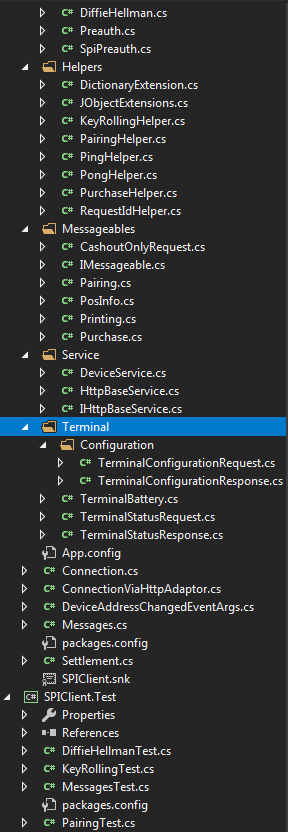 C# DiffieHellman.cs
C# Preauth.cs
C# SpiPreauth.cs
Helpers
C# DictionaryExtension.cs
C# JObjectExtensions.cs
C# KeyRollingHelper.cs
C# PairingHelper.cs
C# PingHelper.cs
C# PongHelper.cs
C# PurchaseHelper.cs
C# RequestIdHelper.cs
Messageables
C# CashoutOnlyRequest.cs
C# IMessageable.cs
C# Pairing.cs
C# PosInfo.cs
C# Printing.cs
C# Purchase.cs
Service
C# DeviceService.cs
C# HttpBaseService.cs
C# IHttpBaseService.cs
Terminal
Configuration
C# TerminalConfigurationRequest.cs
C# TerminalConfigurationResponse.cs
C# TerminalBattery.cs
C# TerminalStatusRequest.cs
C# TerminalStatusResponse.cs
App.config
C# Connection.cs
C# ConnectionViaHttpAdaptor.cs
C# DeviceAddressChangedEventArgs.cs
C# Messages.cs
packages.config
C# Settlement.cs
SPIClient.snk
C# SPIClient.Test
Properties
References
C# DiffieHellmanTest.cs
C# KeyRollingTest.cs
C# MessagesTest.cs
packages.config
C# PairingTest.cs